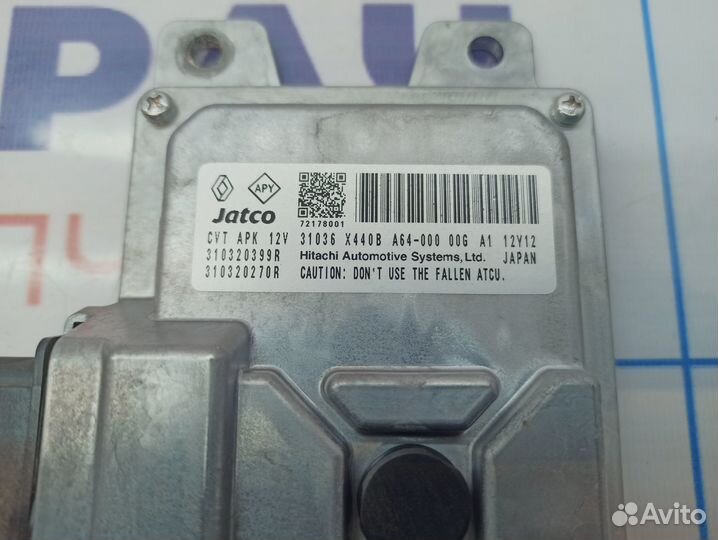 APY
Jatco
72178001
CVT APK 12V 31036 X440B A64-000 00G A1 12Y12
310320399R Hitachi Automotive Systems, Ltd. JAPAN
310320270R CAUTION: DON'T USE THE FALLEN ATCU.
Avito